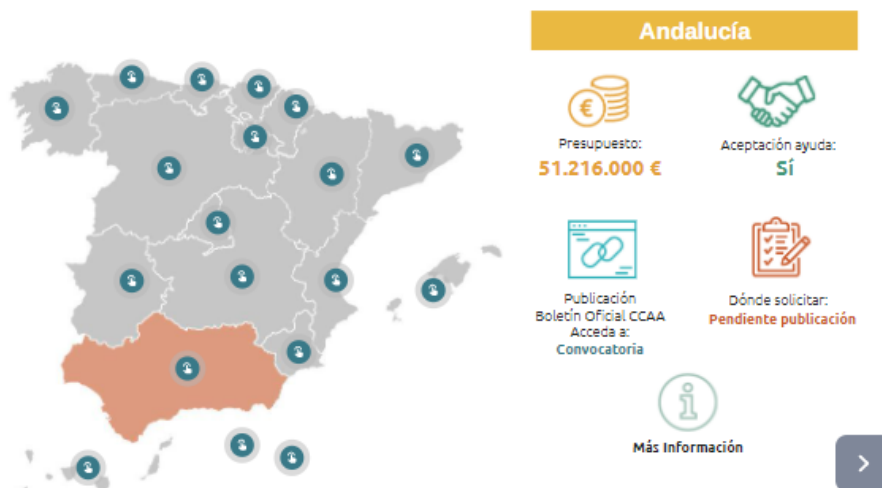 Andalucía
€
Presupuesto:
51.216.000 €
Aceptación ayuda:
Sí
Publicación
Boletín Oficial CCAA
Acceda a:
Convocatoria
Dónde solicitar:
Pendiente publicación
i
Más Información